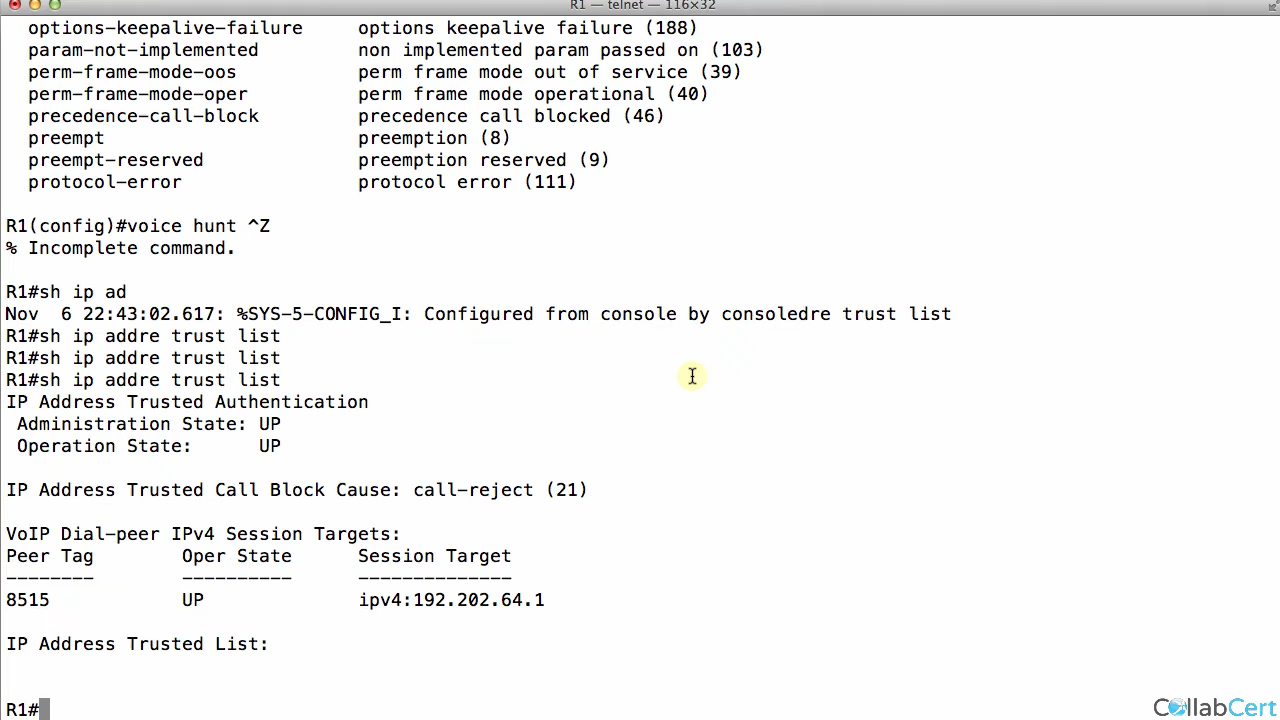 R1 — telnet — 116×32
options-keepalive-failure options keepalive failure (188)
param-not-implemented non implemented param passed on (103)
perm-frame-mode-oos perm frame mode out of service (39)
perm-frame-mode-oper perm frame mode operational (40)
precedence-call-block precedence call blocked (46)
preempt preemption (8)
preempt-reserved preemption reserved (9)
protocol-error protocol error (111)
R1(config)#voice hunt ^Z
% Incomplete command.
R1#sh ip ad
Nov  6 22:43:02.617: %SYS-5-CONFIG_I: Configured from console by consoledre trust list
R1#sh ip addre trust list
R1#sh ip addre trust list
R1#sh ip addre trust list
IP Address Trusted Authentication
Administration State: UP
Operation State: UP
IP Address Trusted Call Block Cause: call-reject (21)
VoIP Dial-peer IPv4 Session Targets:
Peer Tag Oper State Session Target
-------- ---------- --------------
8515 UP ipv4:192.202.64.1
IP Address Trusted List:
R1#
CollabCert